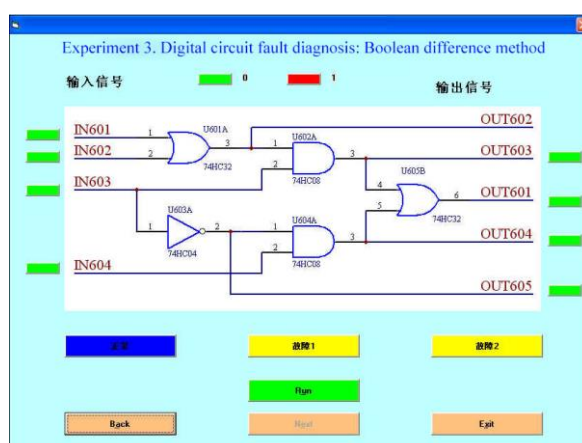 Experiment 3. Digital circuit fault diagnosis: Boolean difference method
输入信号 0 1 输出信号
OUT602
U601A
IN601 1
3
U602A
IN602 2
74HC32
1
3
OUT603
2
U605B
IN603
74HC08
4
6
OUT601
U603A
5
74HC32
1 2
U604A
1
3
OUT604
74HC04
2
IN604
74HC08
OUT605
故障1 故障2
Run
Back Next Exit